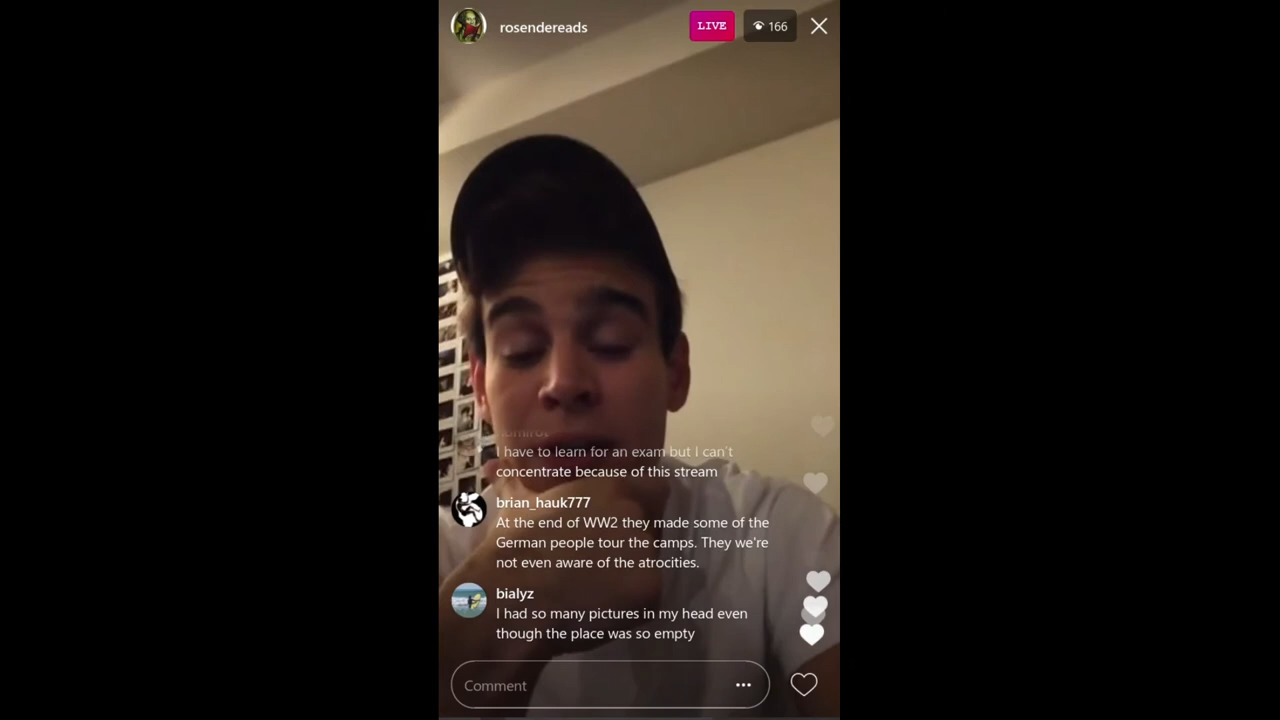 rosendereads
LIVE
166
I have to learn for an exam but I can't
concentrate because of this stream
brian_hauk777
At the end of WW2 they made some of the
German people tour the camps. They we're
not even aware of the atrocities.
bialyz
I had so many pictures in my head even
though the place was so empty
Comment